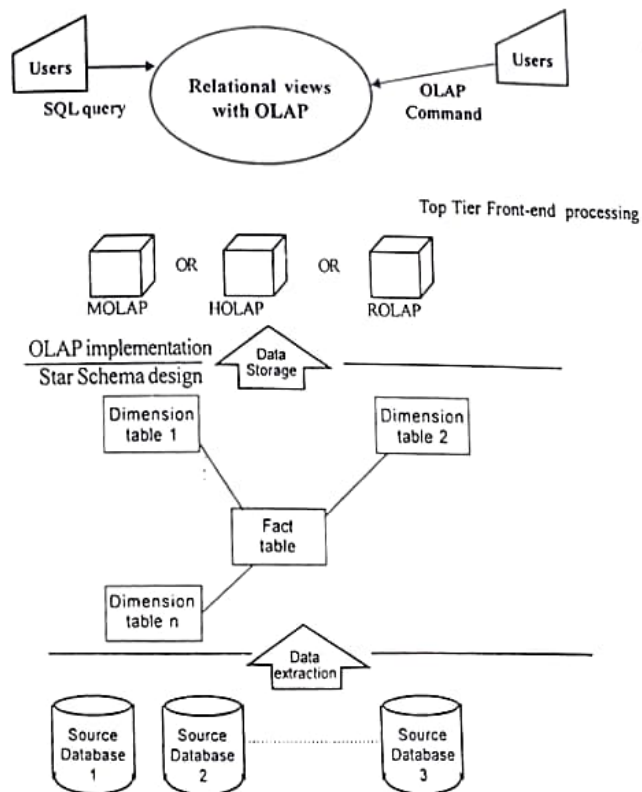 Users
SQL query
Relational views
with OLAP
Users
OLAP
Command
Top Tier Front-end processing
MOLAP
OR
HOLAP
OR
ROLAP
OLAP implementation
Star Schema design
Data
Storage
Dimension
table 1
Dimension
table 2
Fact
table
Dimension
table n
Data
extraction
Source
Database
1
Source
Database
2
Source
Database
3